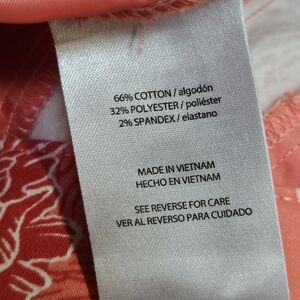 66% COTTON / algodón
32% POLYESTER / poliéster
2% SPANDEX / elastano
MADE IN VIETNAM
HECHO EN VIETNAM
SEE REVERSE FOR CARE
VER AL REVERSO PARA CUIDADO